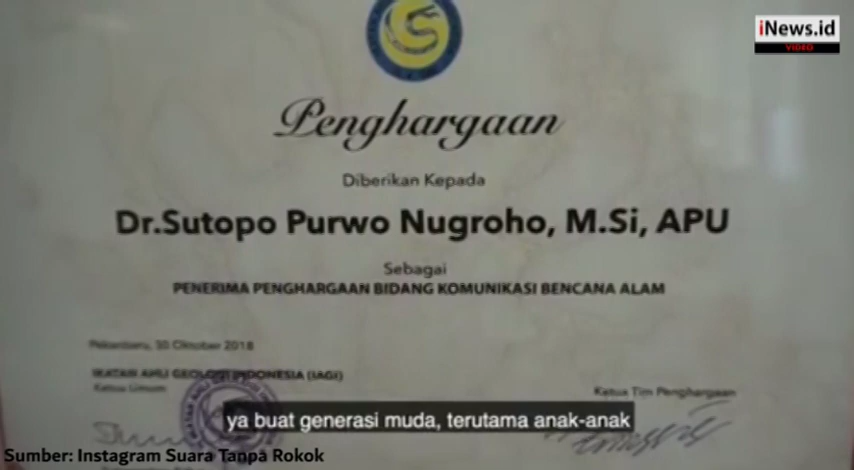 iNews.id
VIDEO
Penghargaan
Diberikan Kepada
Dr.Sutopo Purwo Nugroho, M.Si, APU
Sebagai
PENERIMA PENGHARGAAN BIDANG KOMUNIKASI BENCANA ALAM
Pekanbaru, 30 Oktober 2018
IKATAN AHLI GEOLOGI INDONESIA (IAGI)
Ketua Umum
Ketua Tim Penghargaan
ya buat generasi muda, terutama anak-anak
Sumber: Instagram Suara Tanpa Rokok